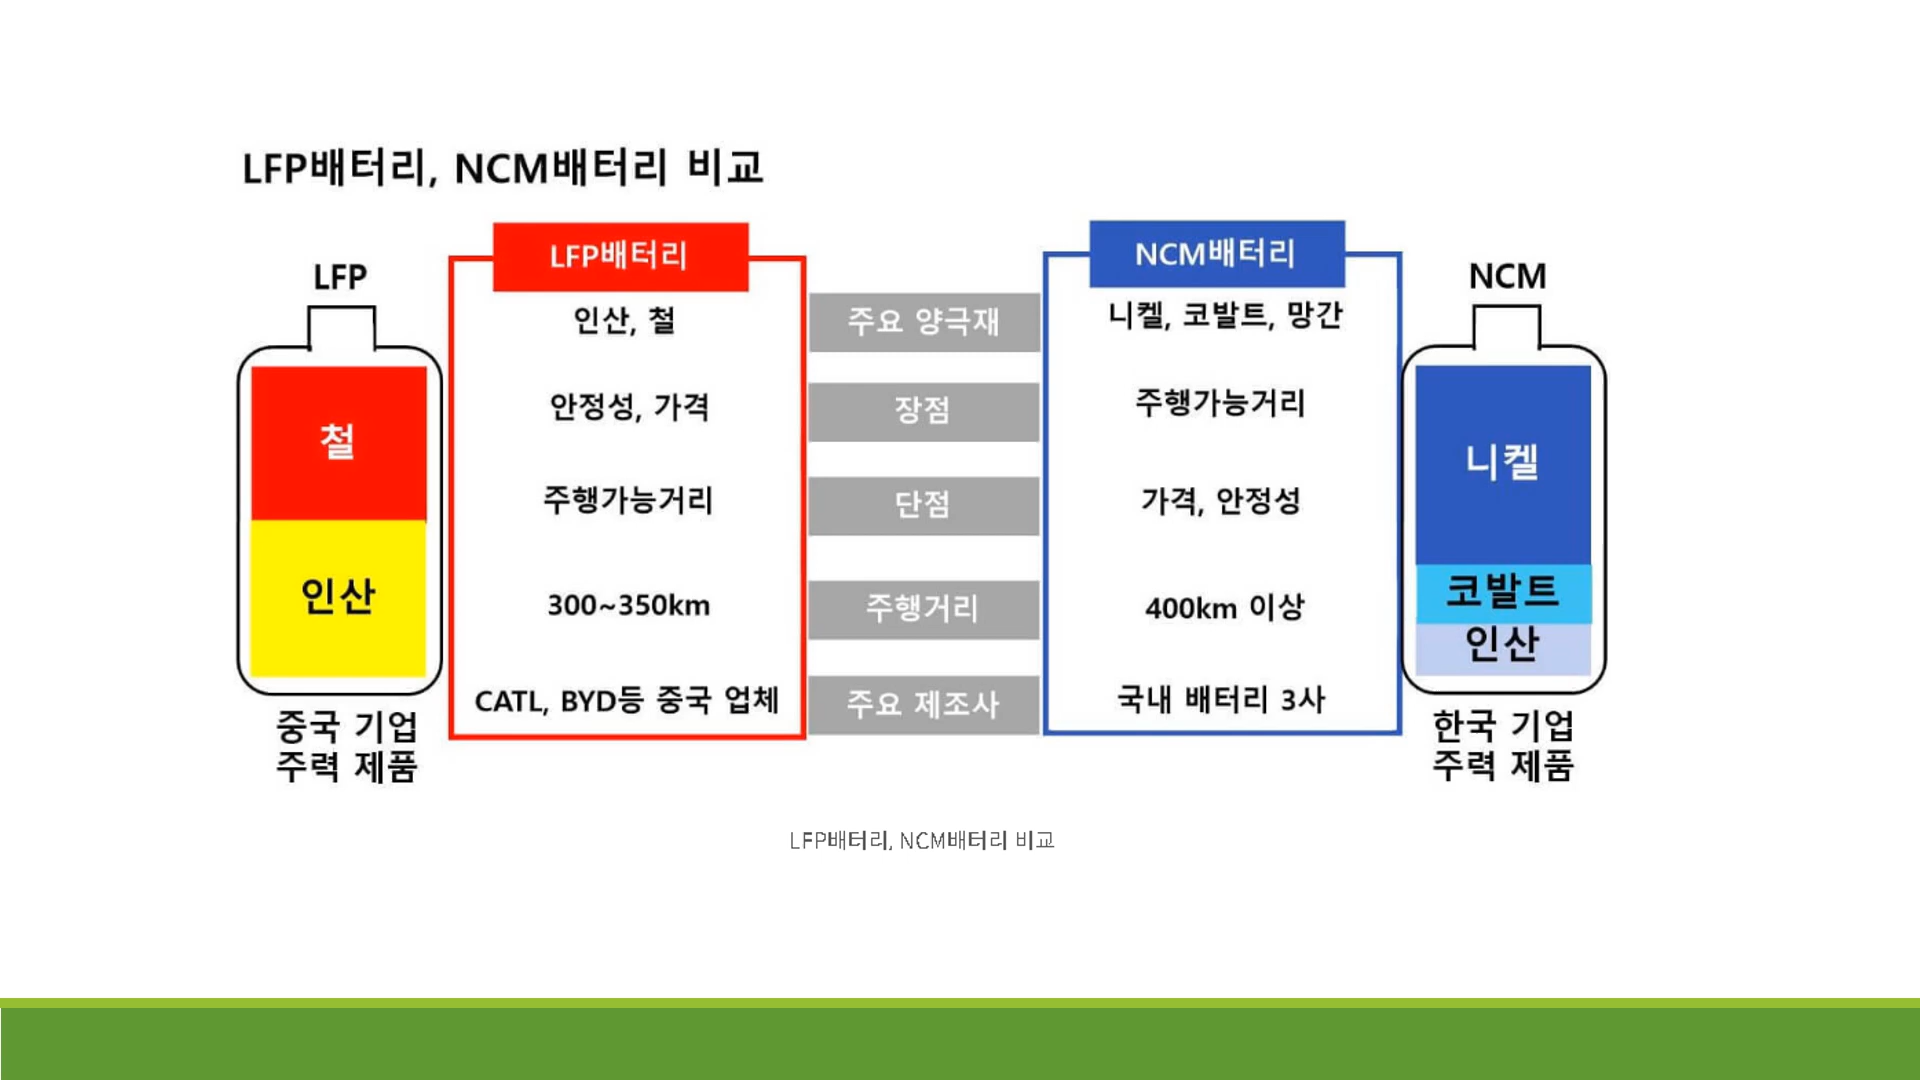 LFP배터리, NCM배터리 비교
LFP
철
인산
중국 기업
주력 제품
LFP배터리
인산, 철
안정성, 가격
주행가능거리
300~350km
CATL, BYD등 중국 업체
주요 양극재
장점
단점
주행거리
주요 제조사
NCM배터리
니켈, 코발트, 망간
주행가능거리
가격, 안정성
400km 이상
국내 배터리 3사
NCM
니켈
코발트
인산
한국 기업
주력 제품
LFP배터리, NCM배터리 비교